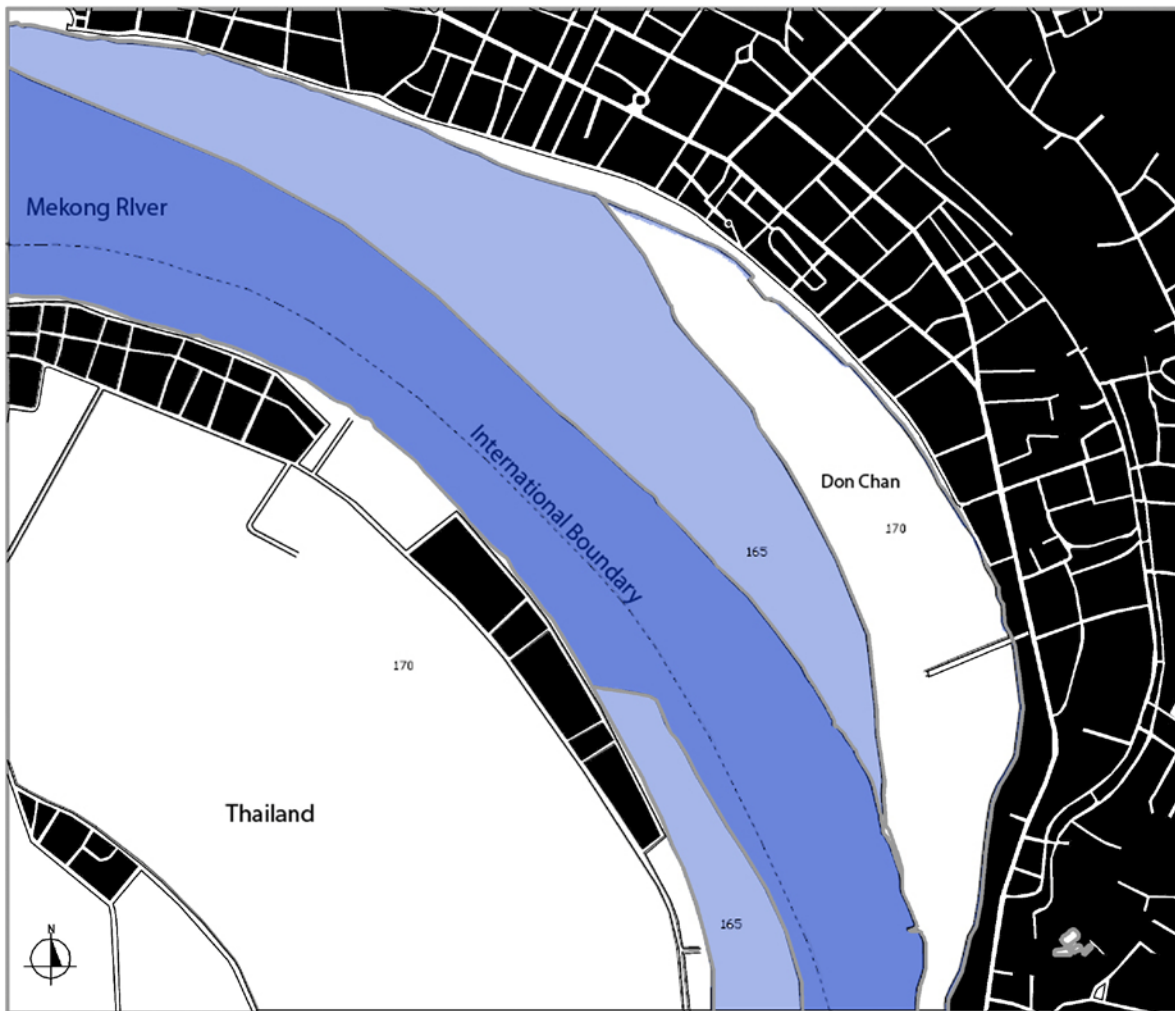 Mekong RIver
International Boundary
Don Chan
170
165
170
Thailand
165
N